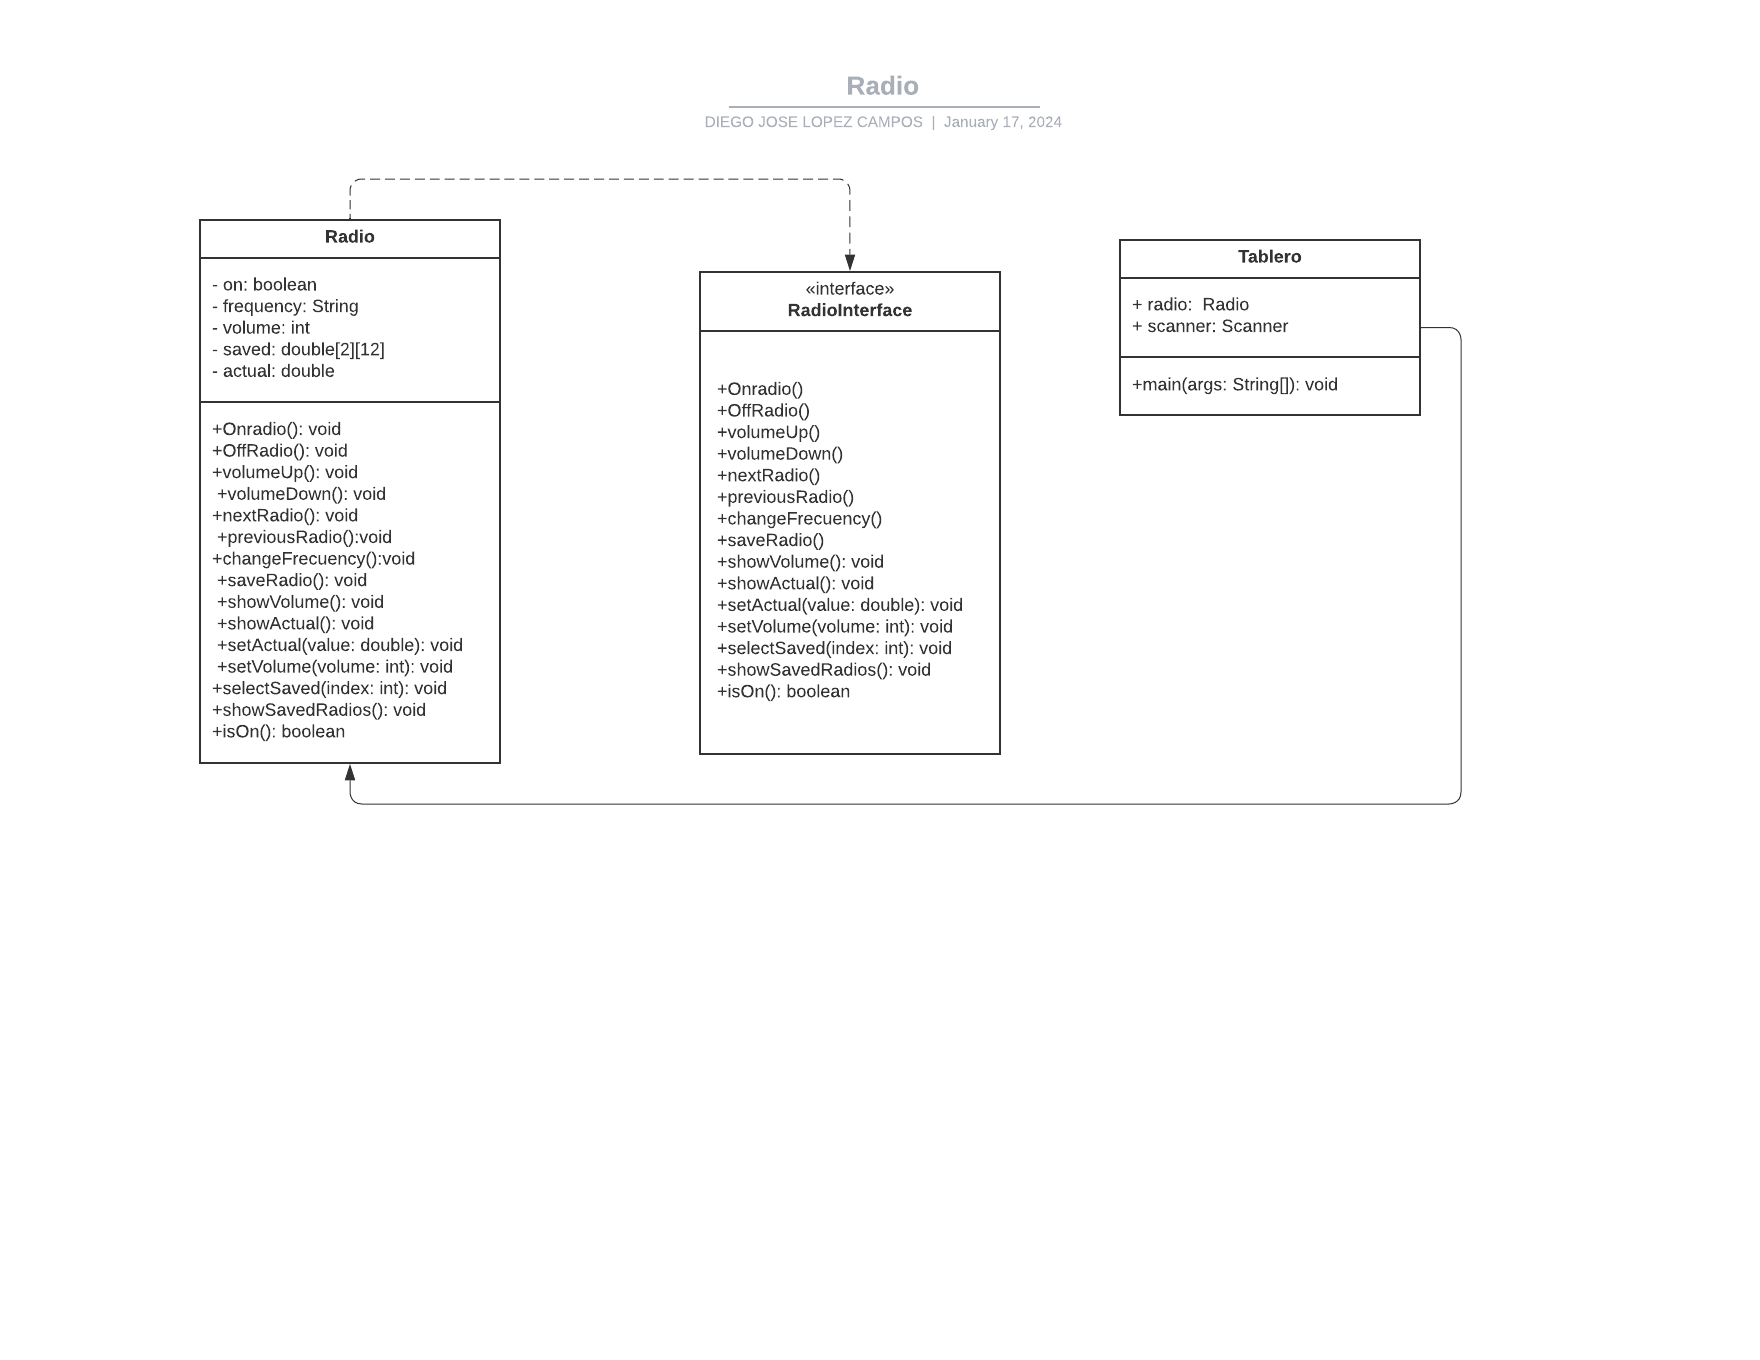 Radio
DIEGO JOSE LOPEZ CAMPOS | January 17, 2024
Radio
- on: boolean
- frequency: String
- volume: int
- saved: double[2][12]
- actual: double
+Onradio(): void
+OffRadio(): void
+volumeUp(): void
+volumeDown(): void
+nextRadio(): void
+previousRadio():void
+changeFrecuency():void
+saveRadio(): void
+showVolume(): void
+showActual(): void
+setActual(value: double): void
+setVolume(volume: int): void
+selectSaved(index: int): void
+showSavedRadios(): void
+isOn(): boolean
«interface»
RadioInterface
+Onradio()
+OffRadio()
+volumeUp()
+volumeDown()
+nextRadio()
+previousRadio()
+changeFrecuency()
+saveRadio()
+showVolume(): void
+showActual(): void
+setActual(value: double): void
+setVolume(volume: int): void
+selectSaved(index: int): void
+showSavedRadios(): void
+isOn(): boolean
Tablero
+ radio:  Radio
+ scanner: Scanner
+main(args: String[]): void